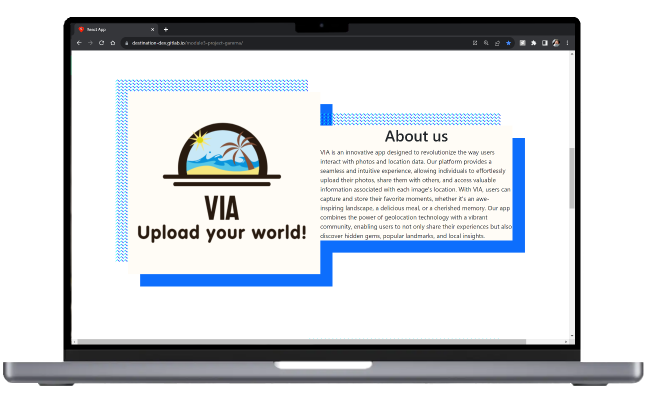 React App
destination-dev.gitlab.io/module3-project-gamma/
VIA
Upload your world!
About us
VIA is an innovative app designed to revolutionize the way users
interact with photos and location data. Our platform provides a
seamless and intuitive experience, allowing individuals to effortlessly
upload their photos, share them with others, and access valuable
information associated with each image's location. With VIA, users can
capture and store their favorite moments, whether it's an awe-
inspiring landscape, a delicious meal, or a cherished memory. Our app
combines the power of geolocation technology with a vibrant
community, enabling users to not only share their experiences but also
discover hidden gems, popular landmarks, and local insights.